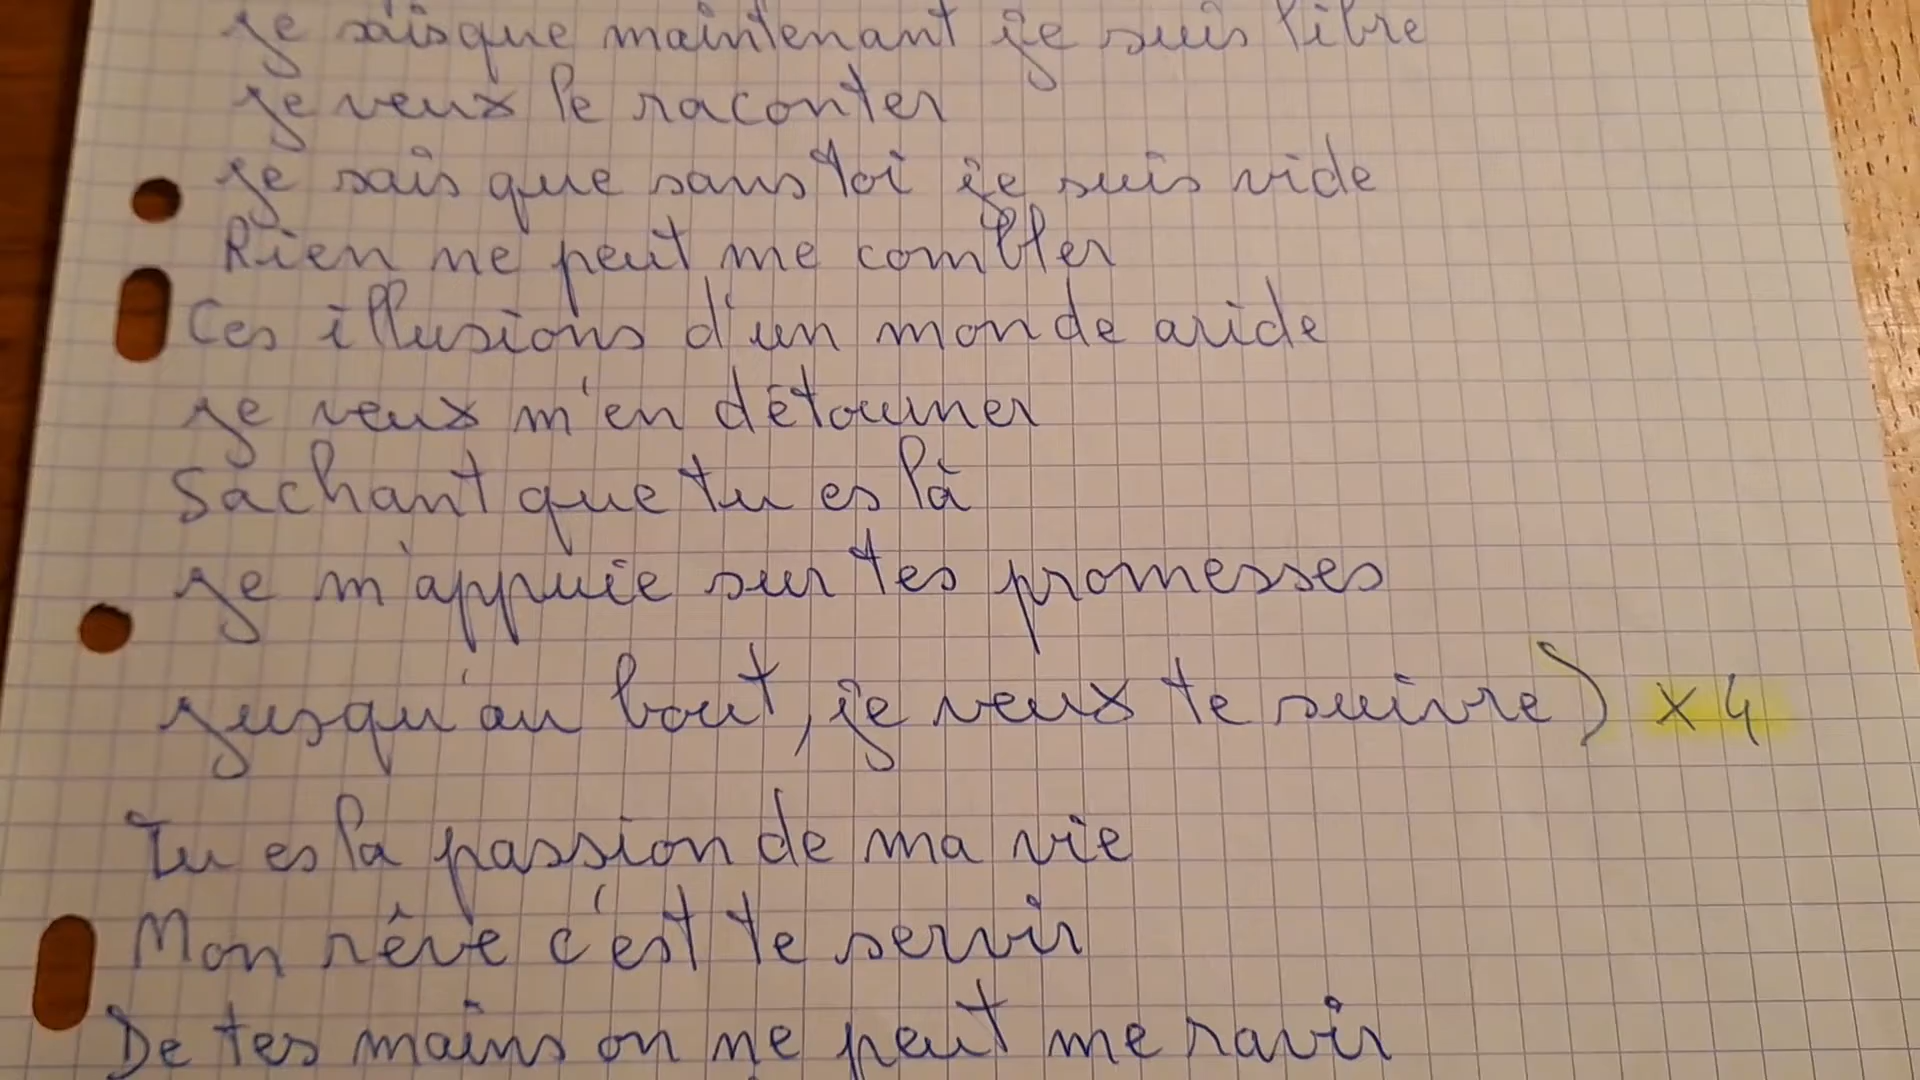 Je sais que maintenant je suis libre
Je veux le raconter
Je sais que sans toi je suis vide
Rien ne peut me combler
Ces illusions d'un monde aride
Je veux m'en détourner
Sachant que tu es là
Je m'appuie sur tes promesses
Jusqu'au bout, je veux te suivre) x4
Tu es la passion de ma vie
Mon rêve c'est te servir
De tes mains on ne peut me ravir